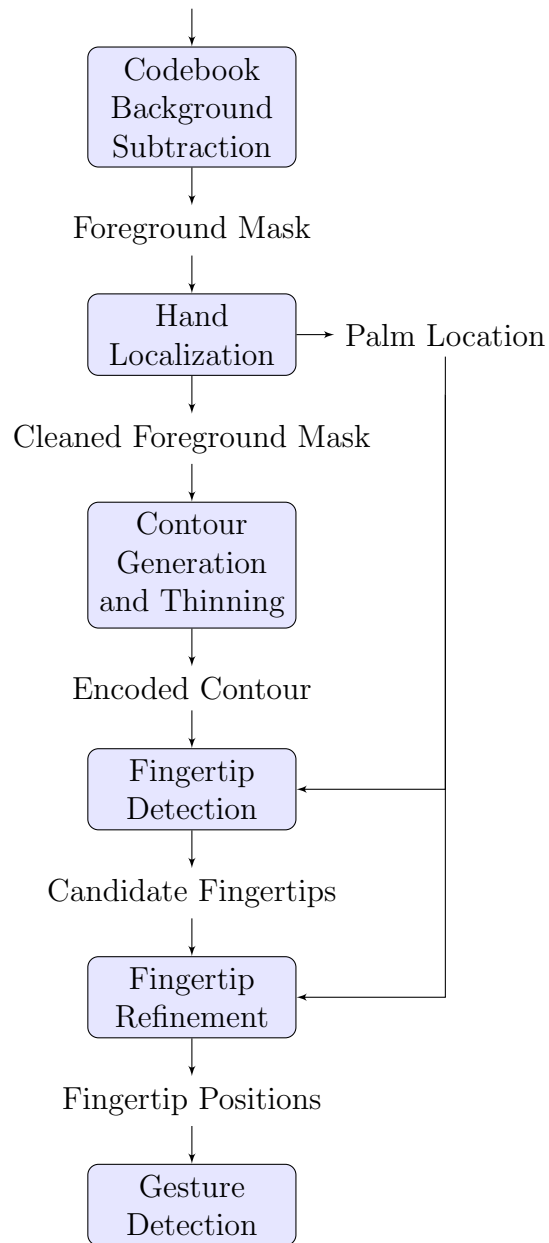 Codebook
Background
Subtraction
Foreground Mask
Hand
Localization
Palm Location
Cleaned Foreground Mask
Contour
Generation
and Thinning
Encoded Contour
Fingertip
Detection
Candidate Fingertips
Fingertip
Refinement
Fingertip Positions
Gesture
Detection